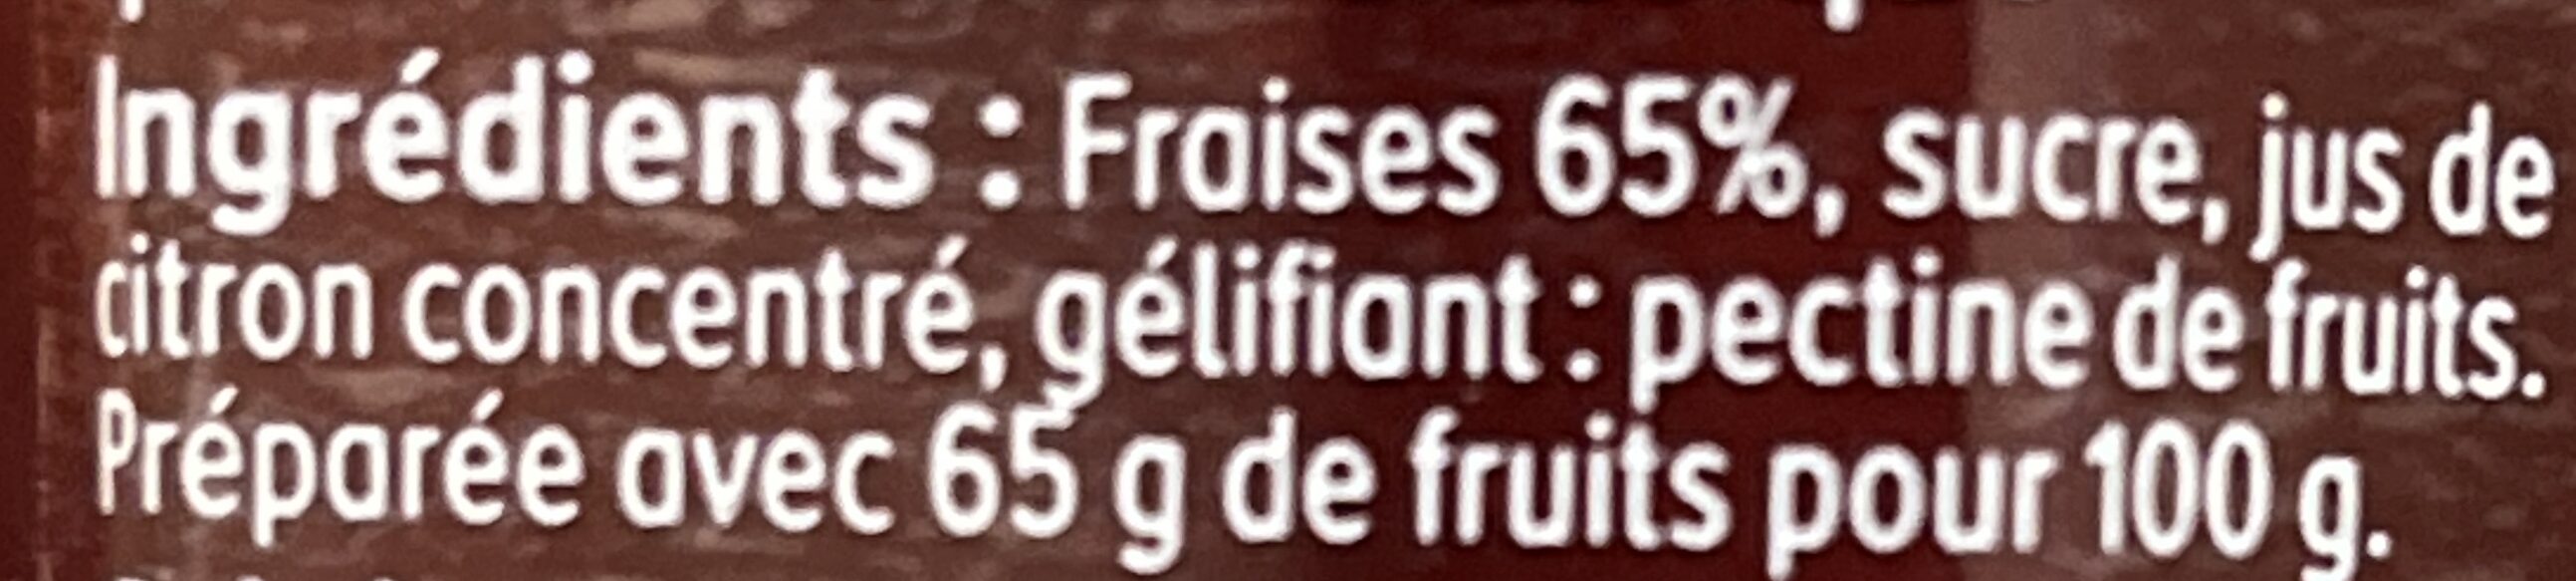 Ingrédients : Fraises 65%, sucre, jus de
citron concentré, gélifiant : pectine de fruits.
Préparée avec 65 g de fruits pour 100 g.